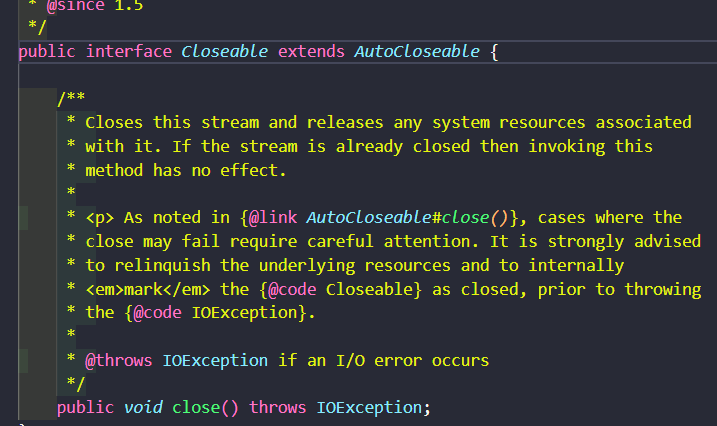 * @since 1.5
 */
public interface Closeable extends AutoCloseable {
    /**
     * Closes this stream and releases any system resources associated
     * with it. If the stream is already closed then invoking this
     * method has no effect.
     *
     * <p> As noted in {@link AutoCloseable#close()}, cases where the
     * close may fail require careful attention. It is strongly advised
     * to relinquish the underlying resources and to internally
     * <em>mark</em> the {@code Closeable} as closed, prior to throwing
     * the {@code IOException}.
     *
     * @throws IOException if an I/O error occurs
     */
    public void close() throws IOException;